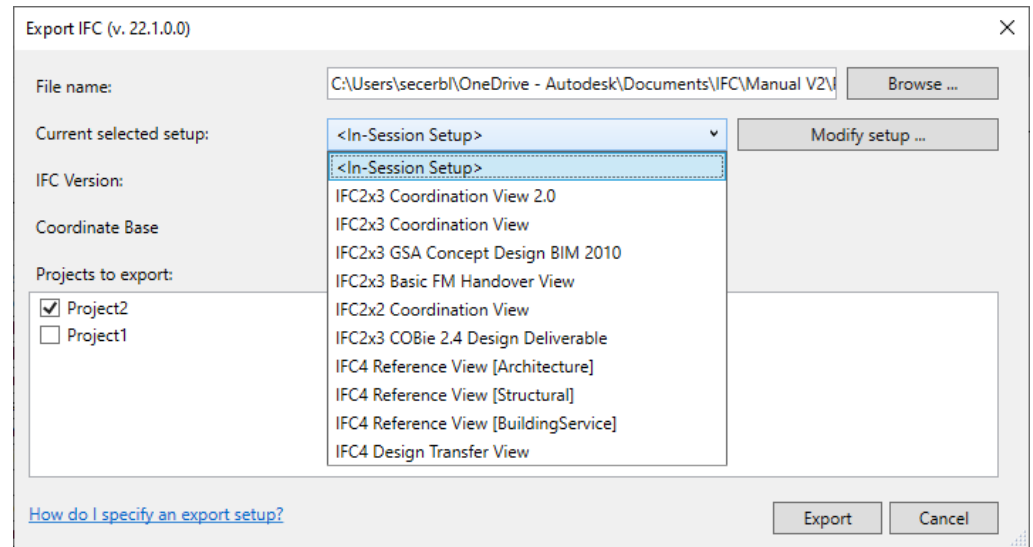 Export IFC (v. 22.1.0.0)
File name:
C:\Users\secerbl\OneDrive - Autodesk\Documents\IFC\Manual V2\
Browse ...
Current selected setup:
<In-Session Setup>
Modify setup ...
<In-Session Setup>
IFC Version:
IFC2x3 Coordination View 2.0
IFC2x3 Coordination View
Coordinate Base
IFC2x3 GSA Concept Design BIM 2010
Projects to export:
IFC2x3 Basic FM Handover View
Project2
IFC2x2 Coordination View
Project1
IFC2x3 COBie 2.4 Design Deliverable
IFC4 Reference View [Architecture]
IFC4 Reference View [Structural]
IFC4 Reference View [BuildingService]
IFC4 Design Transfer View
How do I specify an export setup?
Export
Cancel